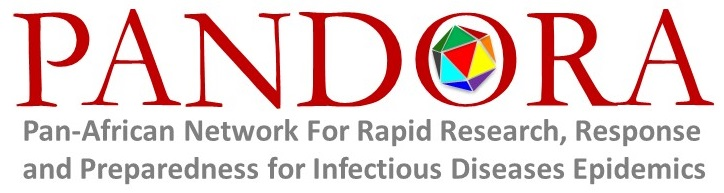 PANDORA
Pan-African Network For Rapid Research, Response
and Preparedness for Infectious Diseases Epidemics